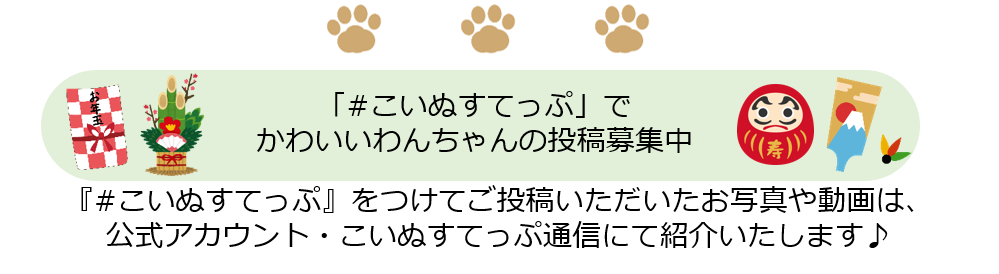 お年玉
「#こいぬすてっぷ」で
かわいいわんちゃんの投稿募集中
寿
『#こいぬすてっぷ』をつけてご投稿いただいたお写真や動画は、
公式アカウント・こいぬすてっぷ通信にて紹介いたします♪